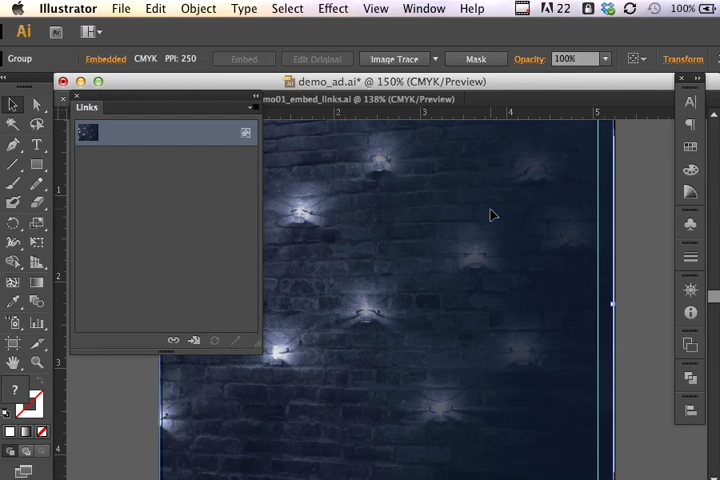 Illustrator File Edit Object Type Select Effect View Window Help 22 100%
Ai Br
Group Embedded CMYK PPI: 250 Embed Edit Original Image Trace Mask Opacity: 100% Transform
demo_ad.ai* @ 150% (CMYK/Preview)
mo01_embed_links.ai @ 138% (CMYK/Preview)
Links
2 3 4 5
1
2
3
4
T
A
?